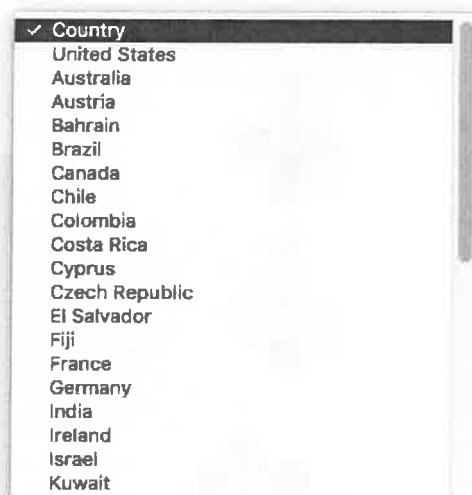 ✓ Country
United States
Australia
Austria
Bahrain
Brazil
Canada
Chile
Colombia
Costa Rica
Cyprus
Czech Republic
El Salvador
Fiji
France
Germany
India
Ireland
Israel
Kuwait